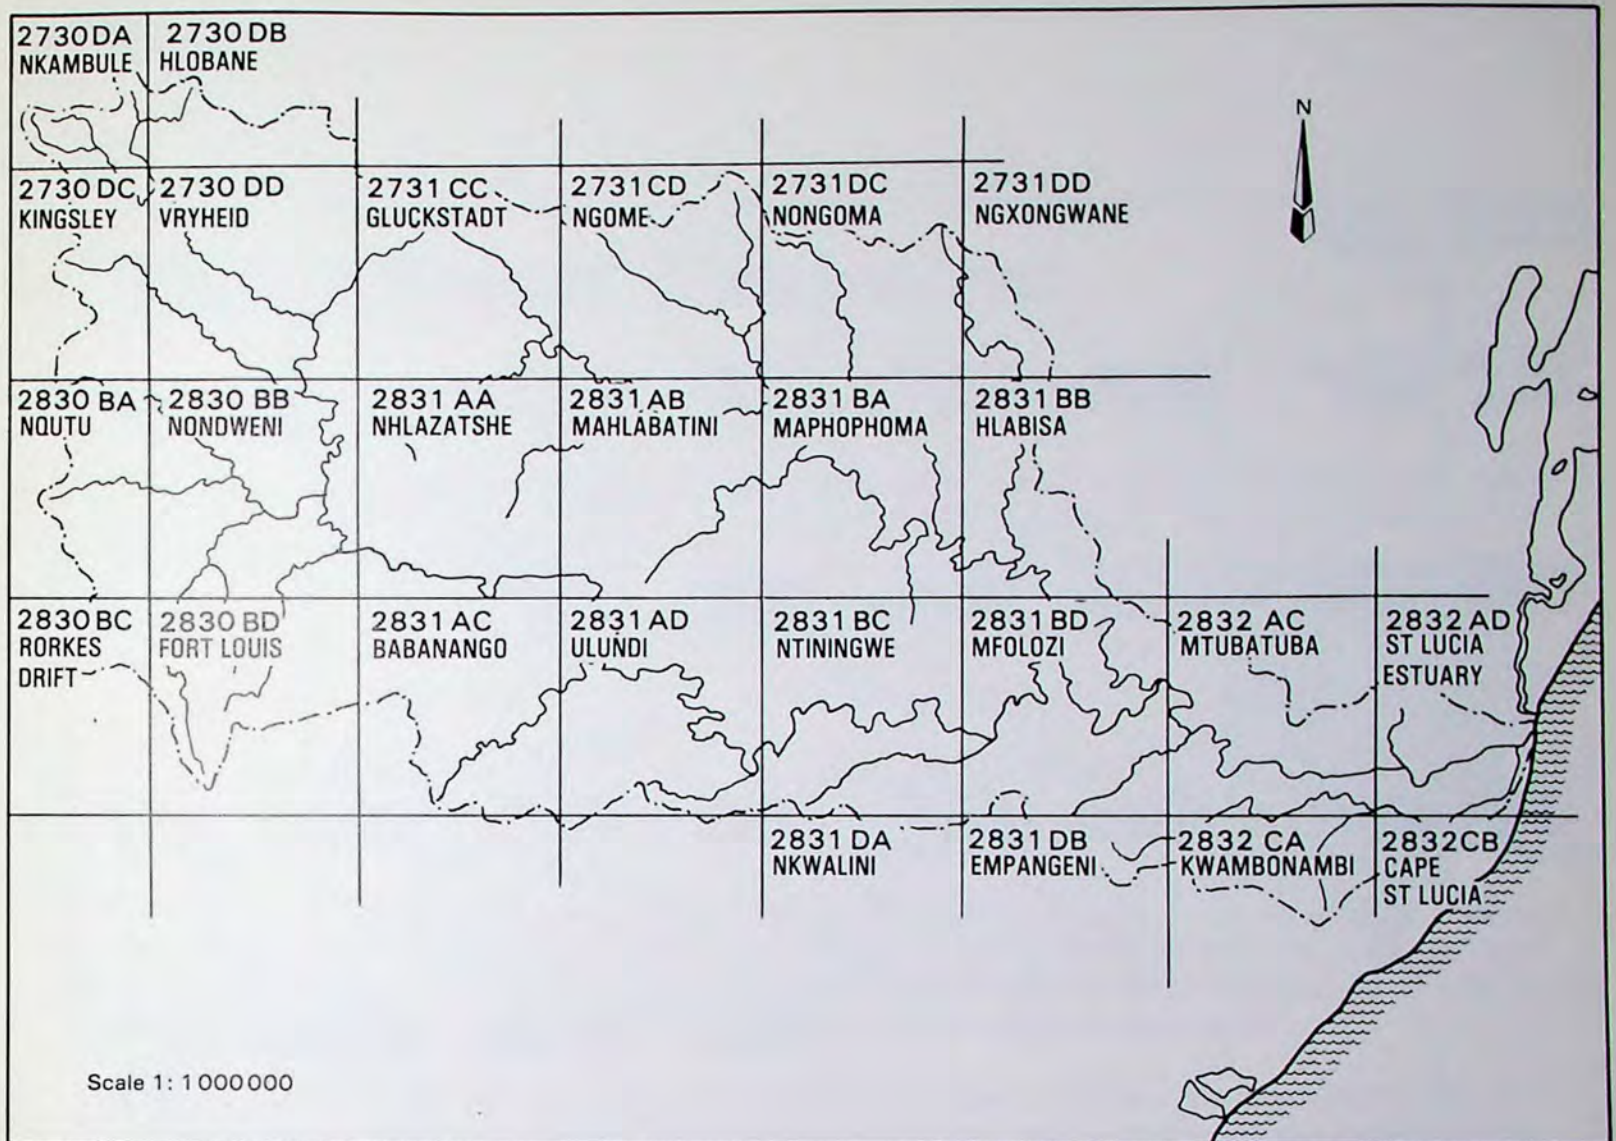 2730 DA
NKAMBULE
2730 DB
HLOBANE
N
2730 DC
KINGSLEY
2730 DD
VRYHEID
2731 CC
GLUCKSTADT
2731 CD
NGOME
2731 DC
NONGOMA
2731 DD
NGXONGWANE
2830 BA
NQUTU
2830 BB
NONDWENI
2831 AA
NHLAZATSHE
2831 AB
MAHLABATINI
2831 BA
MAPHOPHOMA
2831 BB
HLABISA
2830 BC
RORKES
DRIFT
2830 BD
FORT LOUIS
2831 AC
BABANANGO
2831 AD
ULUNDI
2831 BC
NTININGWE
2831 BD
MFOLOZI
2832 AC
MTUBATUBA
2832 AD
ST LUCIA
ESTUARY
2831 DA
NKWALINI
2831 DB
EMPANGENI
2832 CA
KWAMBONAMBI
2832 CB
CAPE
ST LUCIA
Scale 1: 1000000